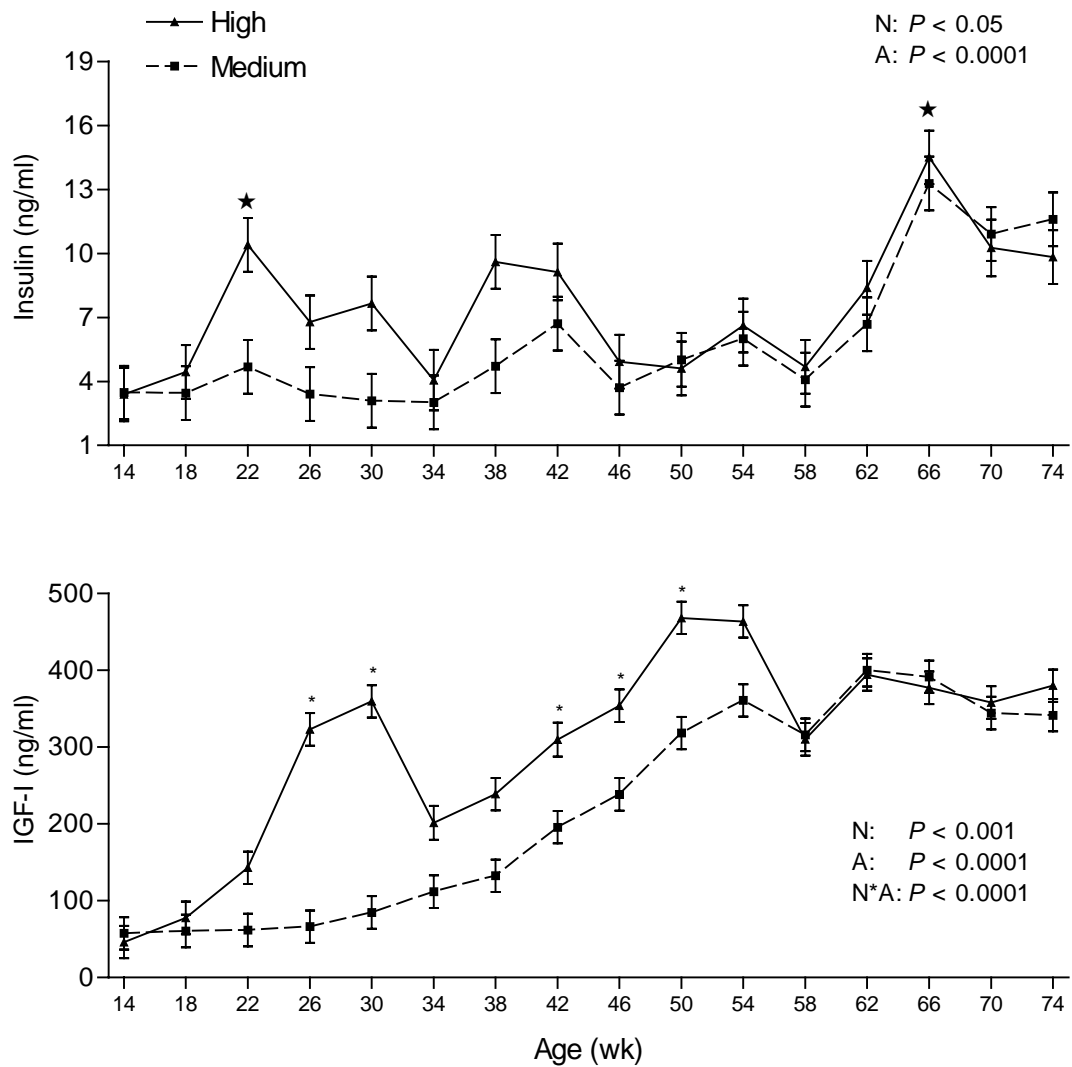 High
Medium
N: P < 0.05
A: P < 0.0001
Insulin (ng/ml)
19
16
13
10
7
4
1
★
★
14 18 22 26 30 34 38 42 46 50 54 58 62 66 70 74
IGF-I (ng/ml)
500
400
300
200
100
0
* * * * *
N: P < 0.001
A: P < 0.0001
N*A: P < 0.0001
14 18 22 26 30 34 38 42 46 50 54 58 62 66 70 74
Age (wk)